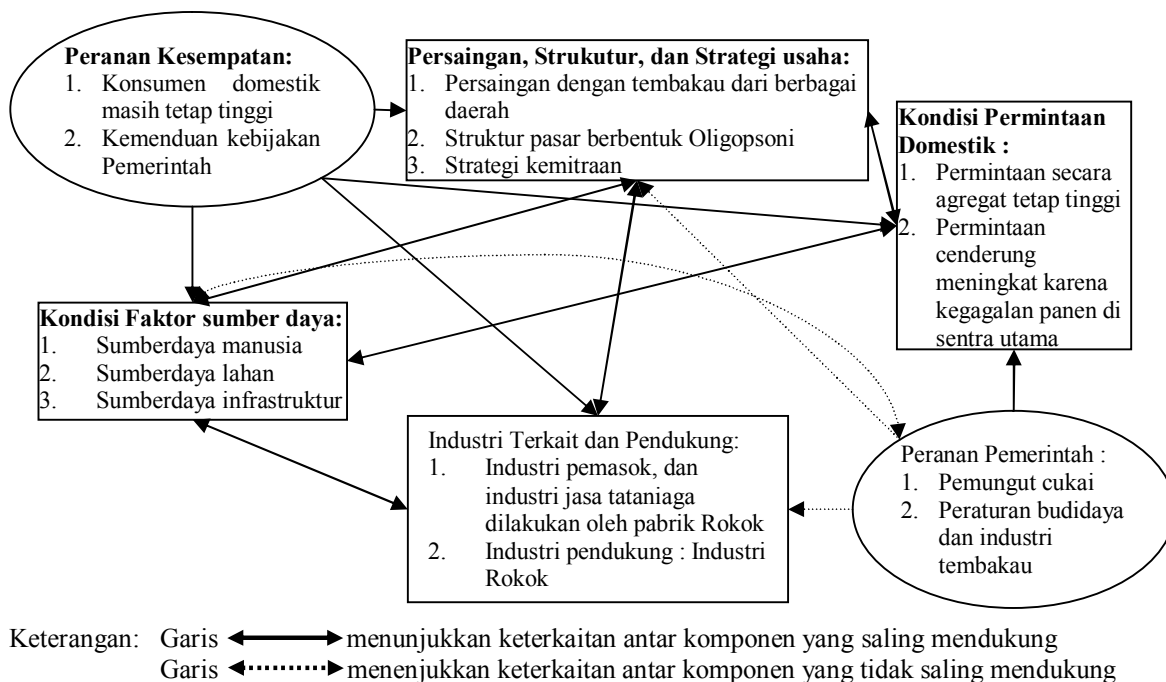 Peranan Kesempatan:
1. Konsumen domestik
masih tetap tinggi
2. Kemenduan kebijakan
Pemerintah
Persaingan, Strukutur, dan Strategi usaha:
1. Persaingan dengan tembakau dari berbagai
daerah
2. Struktur pasar berbentuk Oligopsoni
3. Strategi kemitraan
Kondisi Permintaan
Domestik :
1. Permintaan secara
agregat tetap tinggi
2. Permintaan
cenderung
meningkat karena
kegagalan panen di
sentra utama
Kondisi Faktor sumber daya:
1. Sumberdaya manusia
2. Sumberdaya lahan
3. Sumberdaya infrastruktur
Industri Terkait dan Pendukung:
1. Industri pemasok, dan
industri jasa tataniaga
dilakukan oleh pabrik Rokok
2. Industri pendukung : Industri
Rokok
Peranan Pemerintah :
1. Pemungut cukai
2. Peraturan budidaya
dan industri
tembakau
Keterangan: Garis menunjukkan keterkaitan antar komponen yang saling mendukung
Garis menenjukkan keterkaitan antar komponen yang tidak saling mendukung